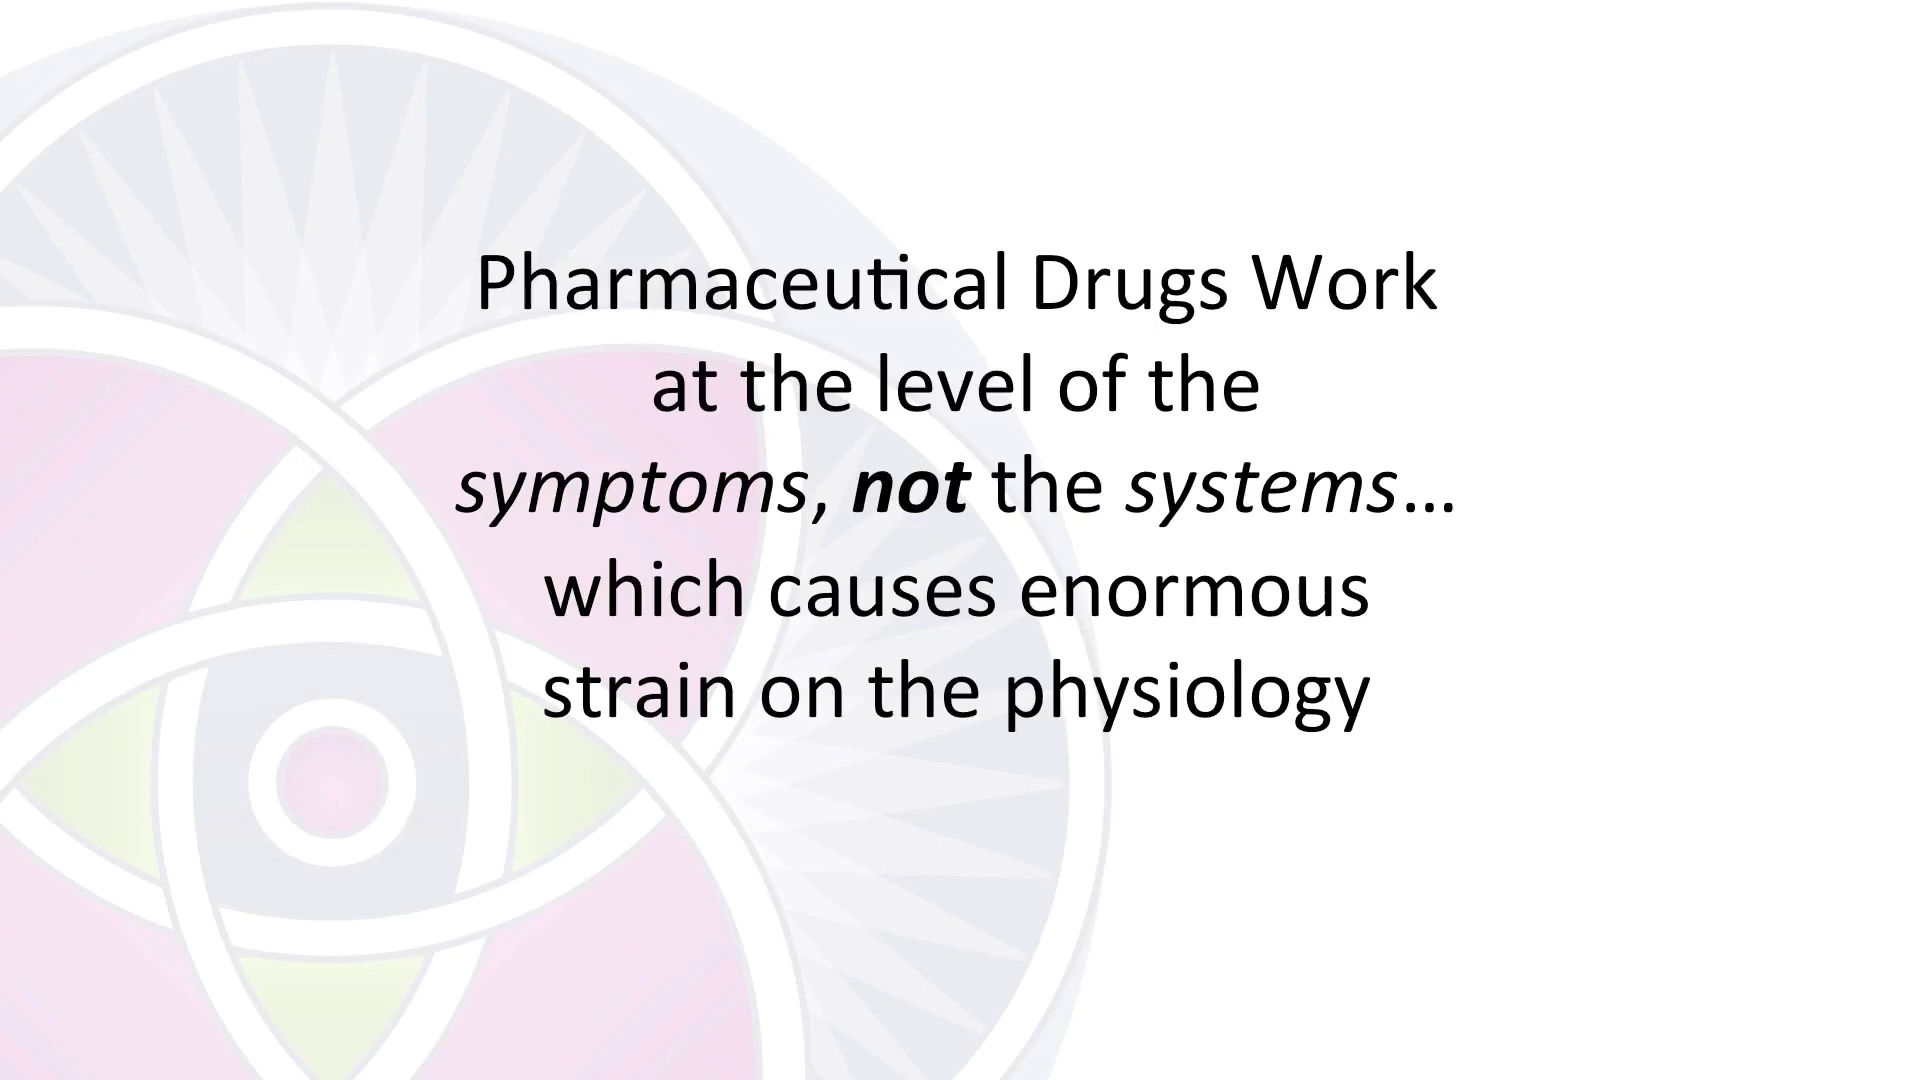 Pharmaceutical Drugs Work
at the level of the
symptoms, not the systems…
which causes enormous
strain on the physiology